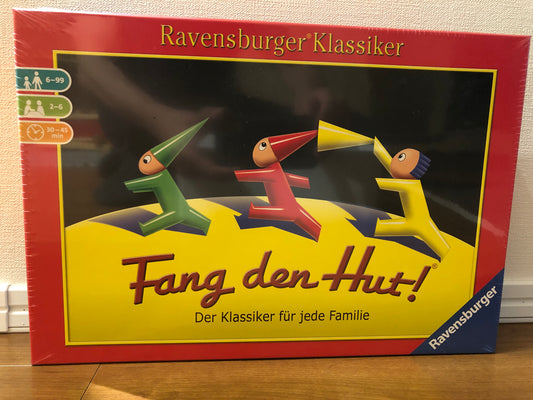 Ravensburger® Klassiker
6–99
2–6
30–45
min
Fang den Hut!®
Der Klassiker für jede Familie
Ravensburger